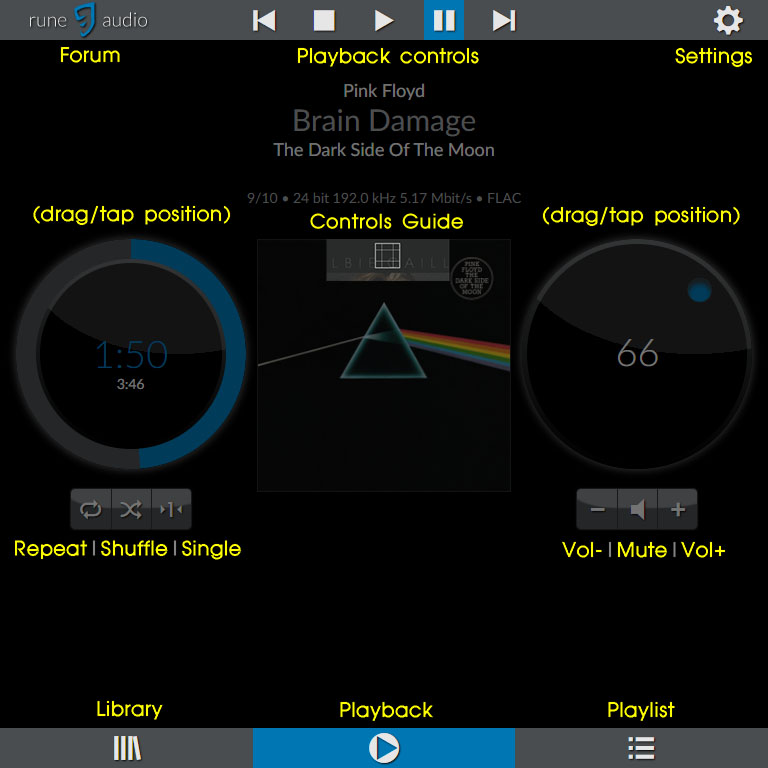 rune audio
Forum
Playback controls
Settings
Pink Floyd
Brain Damage
The Dark Side Of The Moon
9/10 • 24 bit 192.0 kHz 5.17 Mbit/s • FLAC
(drag/tap position)
Controls Guide
(drag/tap position)
PINK
FLOYD
THE
DARK SIDE
OF THE
MOON
1:50
3:46
66
1
Repeat | Shuffle | Single
Vol- | Mute | Vol+
Library
Playback
Playlist